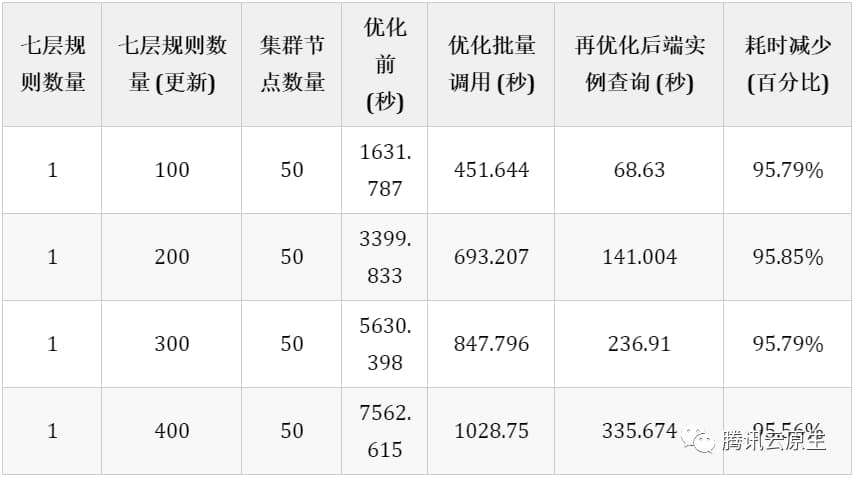 七层规
则数量
七层规则数
量 (更新)
集群节
点数量
优化
前
(秒)
优化批量
调用 (秒)
再优化后端实
例查询 (秒)
耗时减少
(百分比)
1
100
50
1631.
787
451.644
68.63
95.79%
1
200
50
3399.
833
693.207
141.004
95.85%
1
300
50
5630.
398
847.796
236.91
95.79%
1
400
50
7562.
615
1028.75
335.674
95.56%
腾讯云原生